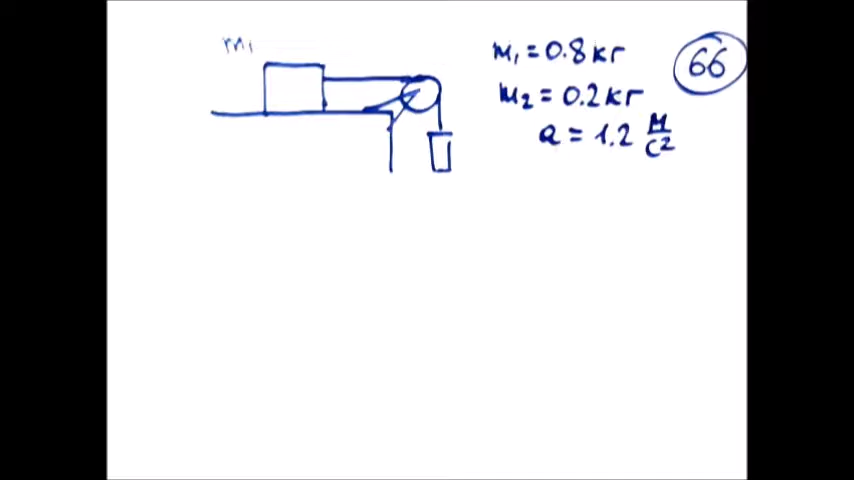 m₁
m₁ = 0.8 кг
66
m₂ = 0.2 кг
a = 1.2 м/с²